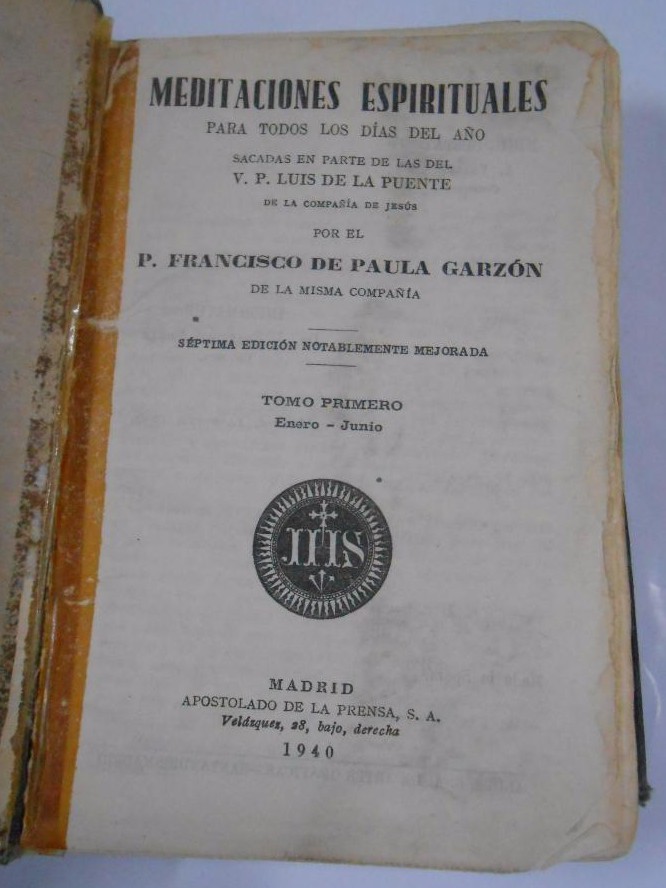 MEDITACIONES ESPIRITUALES
PARA TODOS LOS DÍAS DEL AÑO
SACADAS EN PARTE DE LAS DEL
V. P. LUIS DE LA PUENTE
DE LA COMPAÑÍA DE JESÚS
POR EL
P. FRANCISCO DE PAULA GARZÓN
DE LA MISMA COMPAÑÍA
SÉPTIMA EDICIÓN NOTABLEMENTE MEJORADA
TOMO PRIMERO
Enero - Junio
IHS
MADRID
APOSTOLADO DE LA PRENSA, S. A.
Velázquez, 28, bajo, derecha
1940